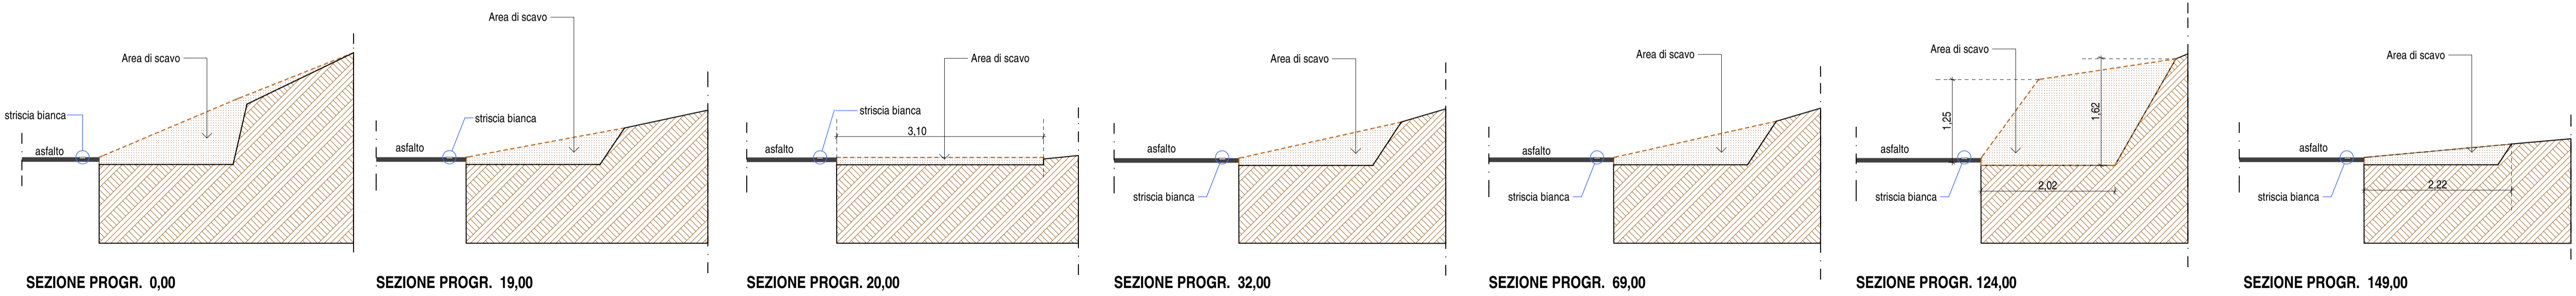 Area di scavo
striscia bianca
asfalto
SEZIONE PROGR. 0,00
Area di scavo
striscia bianca
asfalto
SEZIONE PROGR. 19,00
Area di scavo
striscia bianca
3,10
asfalto
SEZIONE PROGR. 20,00
Area di scavo
asfalto
striscia bianca
SEZIONE PROGR. 32,00
Area di scavo
asfalto
striscia bianca
SEZIONE PROGR. 69,00
Area di scavo
1,25
1,62
asfalto
2,02
striscia bianca
SEZIONE PROGR. 124,00
Area di scavo
asfalto
2,22
striscia bianca
SEZIONE PROGR. 149,00